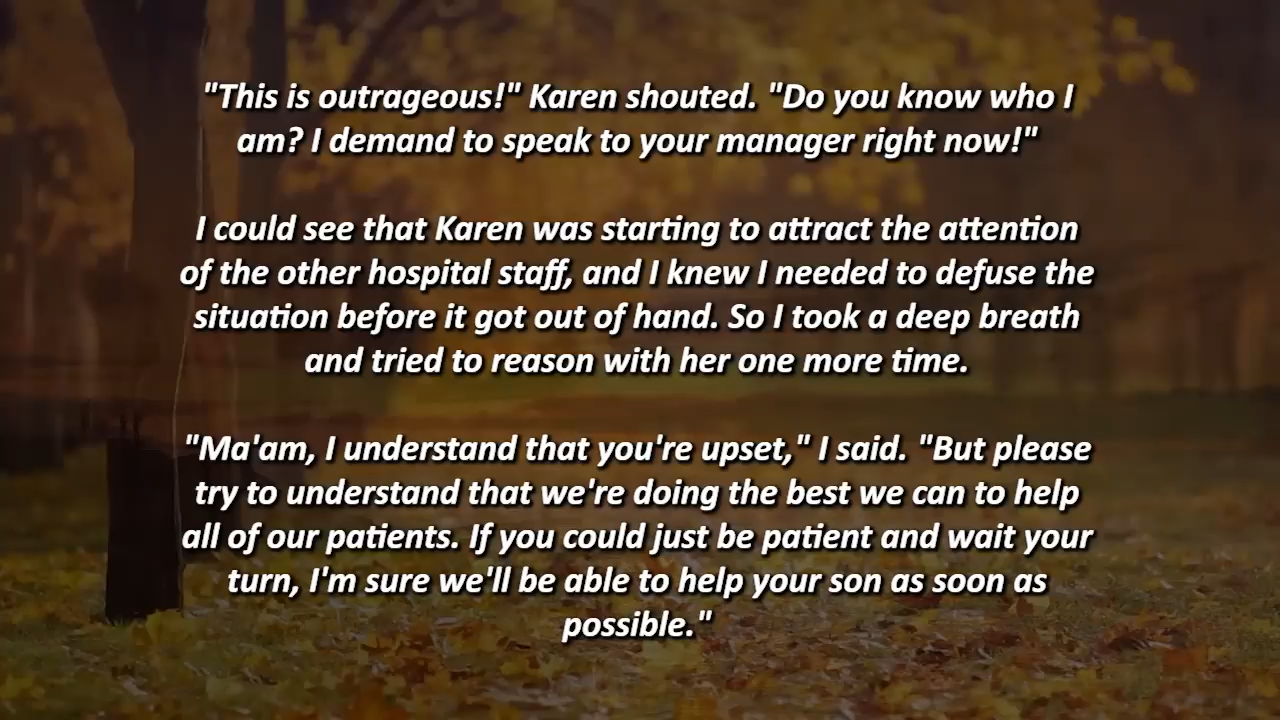 "This is outrageous!" Karen shouted. "Do you know who I
am? I demand to speak to your manager right now!"
I could see that Karen was starting to attract the attention
of the other hospital staff, and I knew I needed to defuse the
situation before it got out of hand. So I took a deep breath
and tried to reason with her one more time.
"Ma'am, I understand that you're upset," I said. "But please
try to understand that we're doing the best we can to help
all of our patients. If you could just be patient and wait your
turn, I'm sure we'll be able to help your son as soon as
possible."